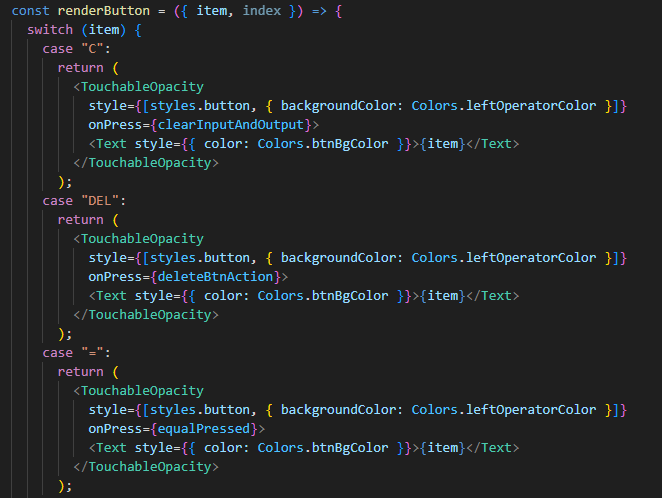 const renderButton = ({ item, index }) => {
  switch (item) {
    case "C":
      return (
        <TouchableOpacity
          style={[styles.button, { backgroundColor: Colors.leftOperatorColor }]}
          onPress={clearInputAndOutput}>
          <Text style={{ color: Colors.btnBgColor }}>{item}</Text>
        </TouchableOpacity>
      );
    case "DEL":
      return (
        <TouchableOpacity
          style={[styles.button, { backgroundColor: Colors.leftOperatorColor }]}
          onPress={deleteBtnAction}>
          <Text style={{ color: Colors.btnBgColor }}>{item}</Text>
        </TouchableOpacity>
      );
    case "=":
      return (
        <TouchableOpacity
          style={[styles.button, { backgroundColor: Colors.leftOperatorColor }]}
          onPress={equalPressed}>
          <Text style={{ color: Colors.btnBgColor }}>{item}</Text>
        </TouchableOpacity>
      );